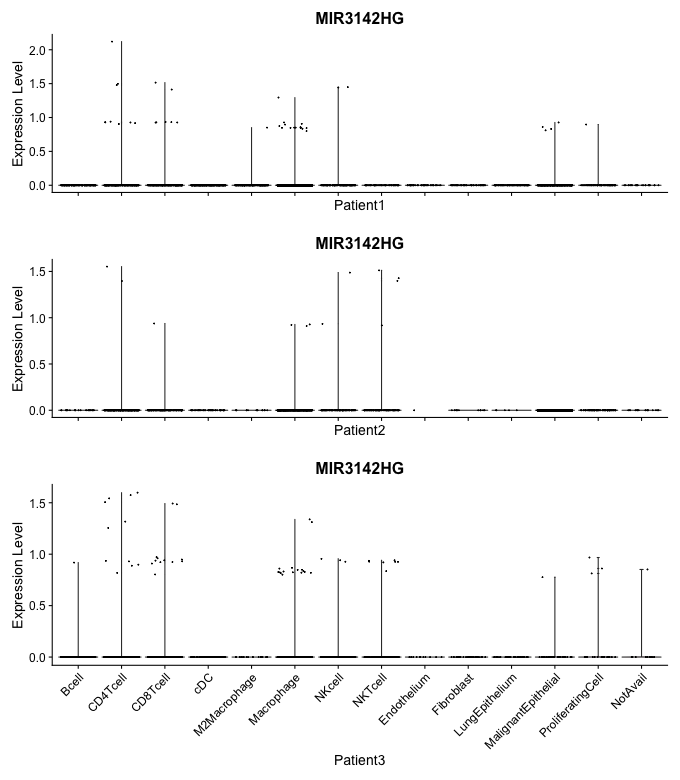 MIR3142HG
Expression Level
2.0
1.5
1.0
0.5
0.0
Patient1
MIR3142HG
Expression Level
1.5
1.0
0.5
0.0
Patient2
MIR3142HG
Expression Level
1.5
1.0
0.5
0.0
Bcell
CD4Tcell
CD8Tcell
cDC
M2Macrophage
Macrophage
NKcell
NKTcell
Endothelium
Fibroblast
LungEpithelium
MalignantEpithelial
ProliferatingCell
NotAvail
Patient3